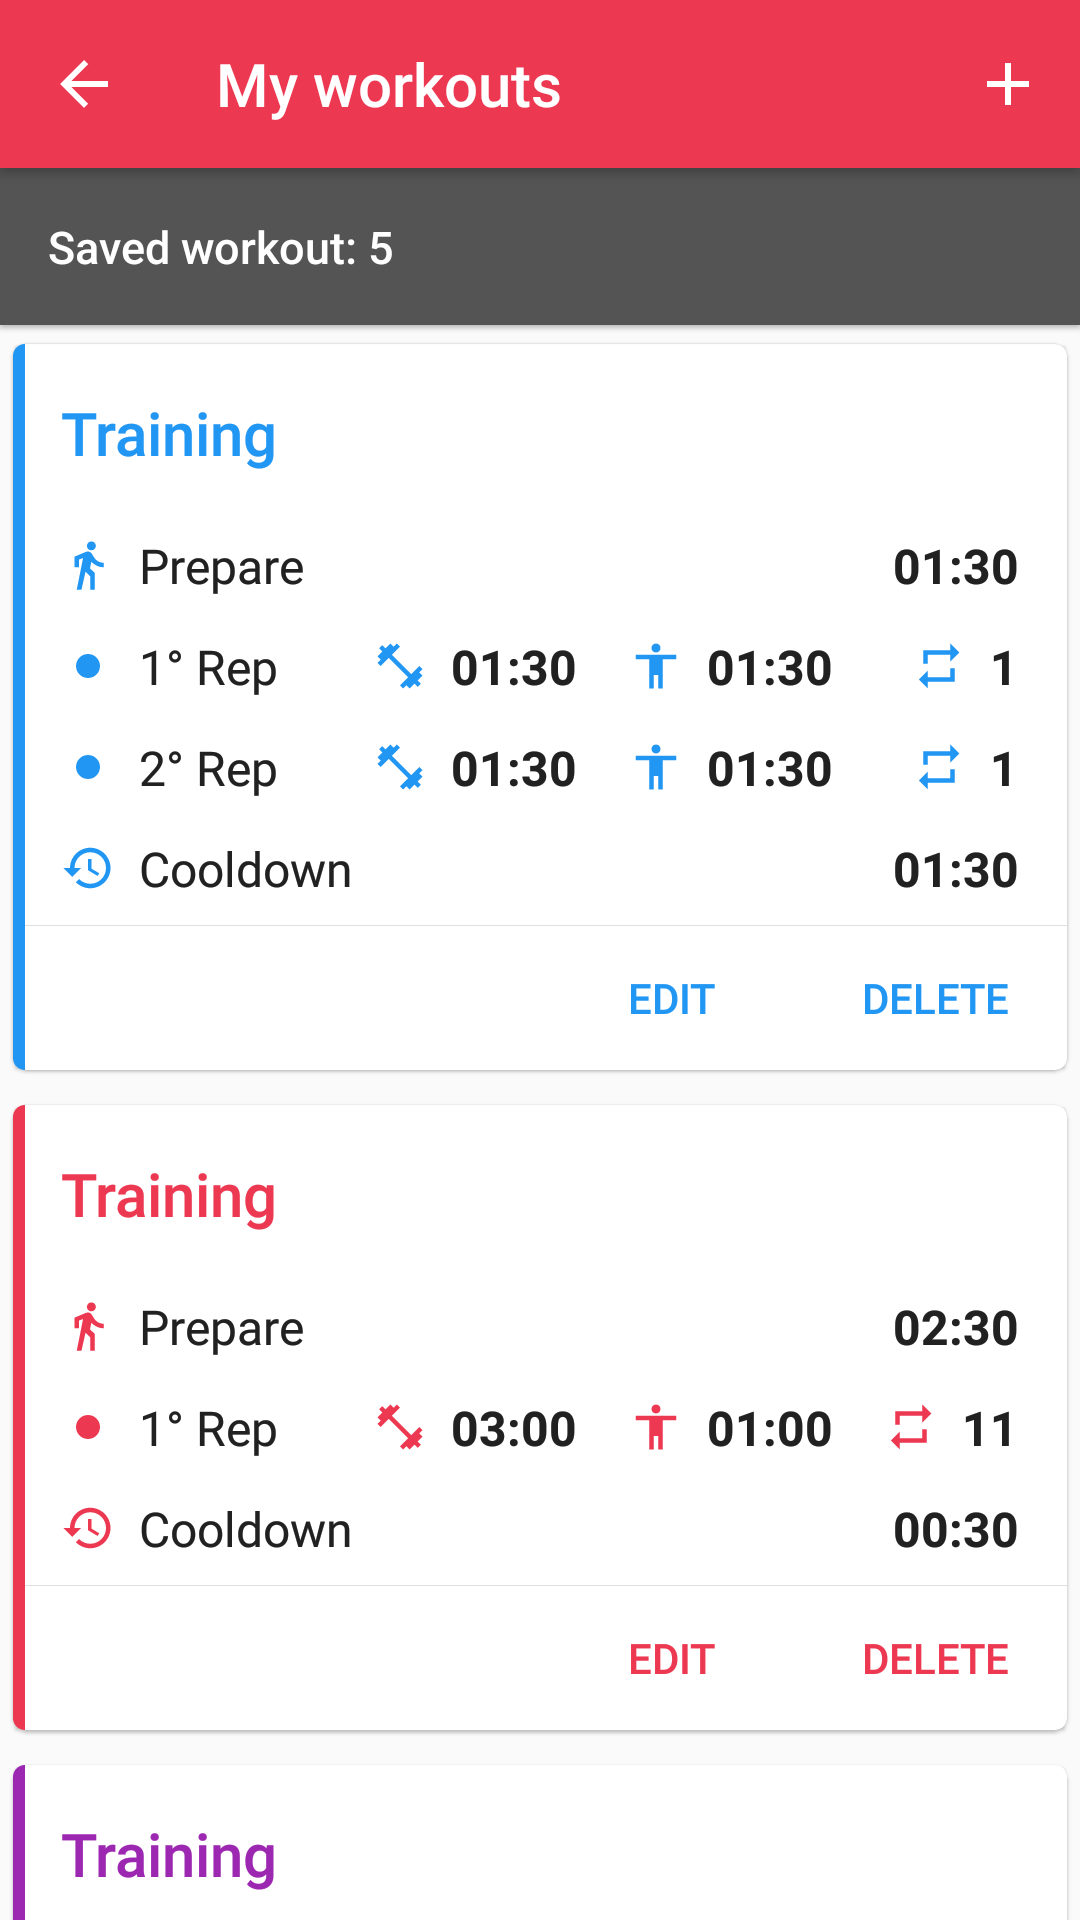 My workouts
Saved workout: 5
Training
Prepare 01:30
1° Rep 01:30 01:30 1
2° Rep 01:30 01:30 1
Cooldown 01:30
EDIT DELETE
Training
Prepare 02:30
1° Rep 03:00 01:00 11
Cooldown 00:30
EDIT DELETE
Training